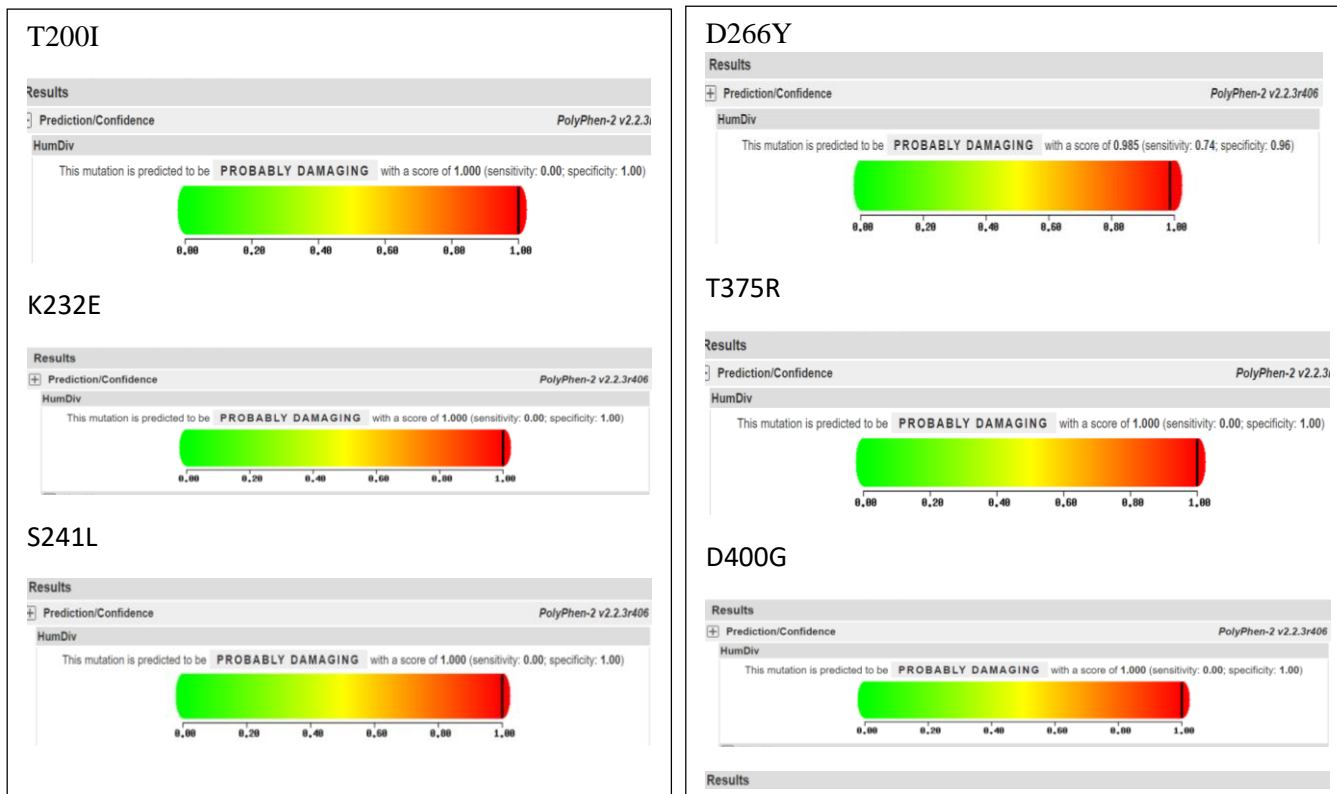 T200I
Results
Prediction/Confidence PolyPhen-2 v2.2.3
HumDiv
This mutation is predicted to be PROBABLY DAMAGING with a score of 1.000 (sensitivity: 0.00; specificity: 1.00)
0.00 0.20 0.40 0.60 0.80 1.00
K232E
Results
Prediction/Confidence PolyPhen-2 v2.2.3r406
HumDiv
This mutation is predicted to be PROBABLY DAMAGING with a score of 1.000 (sensitivity: 0.00; specificity: 1.00)
0.00 0.20 0.40 0.60 0.80 1.00
S241L
Results
Prediction/Confidence PolyPhen-2 v2.2.3r406
HumDiv
This mutation is predicted to be PROBABLY DAMAGING with a score of 1.000 (sensitivity: 0.00; specificity: 1.00)
0.00 0.20 0.40 0.60 0.80 1.00
D266Y
Results
Prediction/Confidence PolyPhen-2 v2.2.3r406
HumDiv
This mutation is predicted to be PROBABLY DAMAGING with a score of 0.985 (sensitivity: 0.74; specificity: 0.96)
0.00 0.20 0.40 0.60 0.80 1.00
T375R
Results
Prediction/Confidence PolyPhen-2 v2.2.3
HumDiv
This mutation is predicted to be PROBABLY DAMAGING with a score of 1.000 (sensitivity: 0.00; specificity: 1.00)
0.00 0.20 0.40 0.60 0.80 1.00
D400G
Results
Prediction/Confidence PolyPhen-2 v2.2.3r406
HumDiv
This mutation is predicted to be PROBABLY DAMAGING with a score of 1.000 (sensitivity: 0.00; specificity: 1.00)
0.00 0.20 0.40 0.60 0.80 1.00
Results